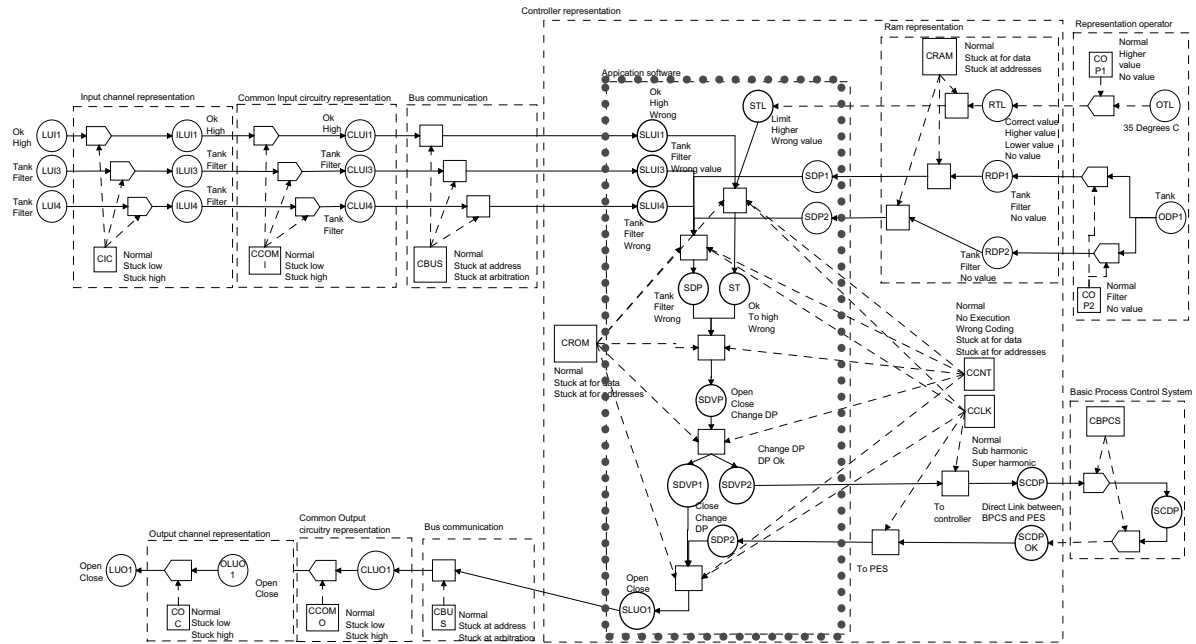 Controller representation
Ram representation
Representation operator
CRAM
Normal
Stuck at for data
Stuck at addresses
CO
P1
Normal
Higher
value
No value
Apication software
Input channel representation
Common Input circuitry representation
Bus communication
Ok
High
Wrong
STL
RTL
OTL
Limit
Higher
Wrong value
Correct value
Higher value
Lower value
No value
35 Degrees C
Ok
High
LUI1
ILUI1
Ok
High
Ok
High
CLUI1
SLUI1
Tank
Filter
Wrong value
Tank
Filter
LUI3
ILUI3
Tank
Filter
Tank
Filter
CLUI3
SLUI3
SDP1
RDP1
Tank
Filter
No value
Tank
ODP1
Tank
Filter
LUI4
ILUI4
Tank
Filter
Tank
Filter
CLUI4
SLUI4
Tank
Filter
Wrong
SDP2
RDP2
Tank
Filter
No value
CIC
Normal
Stuck low
Stuck high
CCOM
I
Normal
Stuck low
Stuck high
CBUS
Normal
Stuck at address
Stuck at arbitration
CO
P2
Normal
Filter
No value
SDP
ST
Tank
Filter
Wrong
Ok
To high
Wrong
Normal
No Execution
Wrong Coding
Stuck at for data
Stuck at for addresses
CROM
Normal
Stuck at for data
Stuck at for addresses
CCNT
CCLK
Normal
Sub harmonic
Super harmonic
SDVP
Open
Close
Change DP
Basic Process Control System
CBPCS
Change DP
DP Ok
SDVP1
SDVP2
Close
Change
DP
To
controller
SCDP
Direct Link between
BPCS and PES
SCDP
SDP2
To PES
SCDP
OK
Output channel representation
Common Output
circuitry representation
Bus communication
Open
Close
LUO1
OLUO
1
Open
Close
CLUO1
Open
Close
SLUO1
CO
C
Normal
Stuck low
Stuck high
CCOM
O
Normal
Stuck low
Stuck high
CBU
S
Normal
Stuck at address
Stuck at arbitration